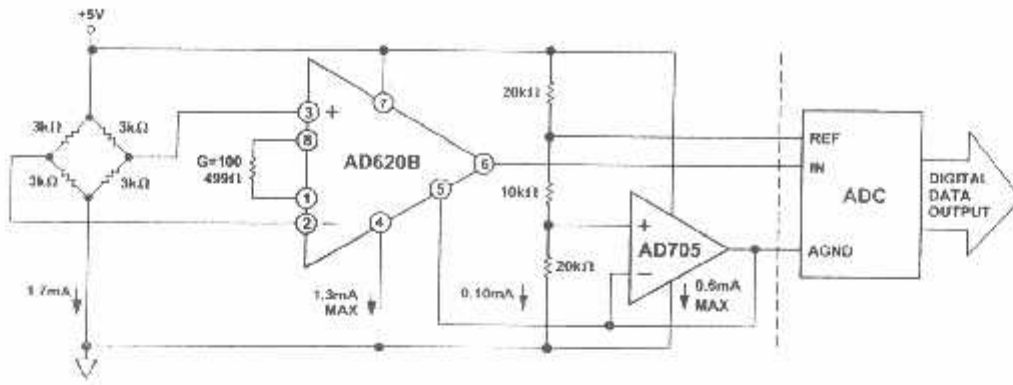 +5V
3kΩ
3kΩ
3kΩ
3kΩ
1.7mA
G=100
499Ω
3
8
1
2
+
−
7
AD620B
6
5
4
1.3mA
MAX
20kΩ
10kΩ
20kΩ
0.10mA
+
AD705
−
0.6mA
MAX
REF
IN
ADC
AGND
DIGITAL
DATA
OUTPUT